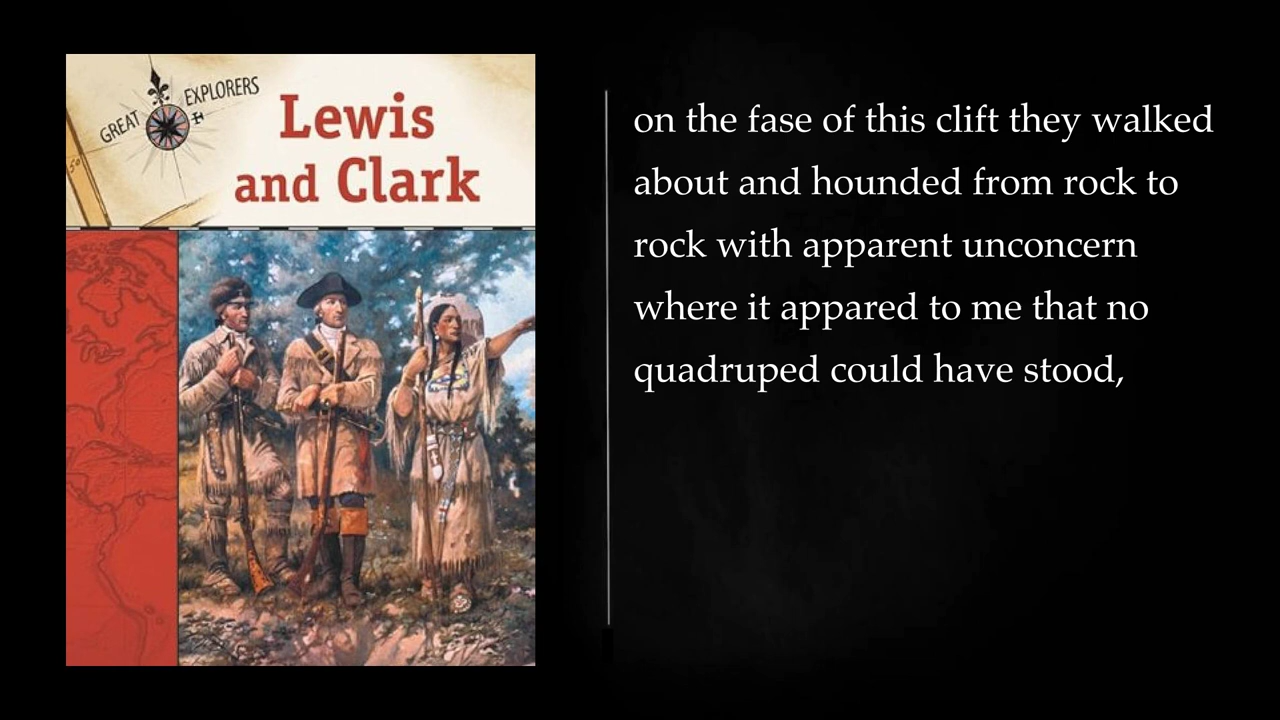 GREAT EXPLORERS
Lewis
and Clark
50
on the fase of this clift they walked
about and hounded from rock to
rock with apparent unconcern
where it appared to me that no
quadruped could have stood,